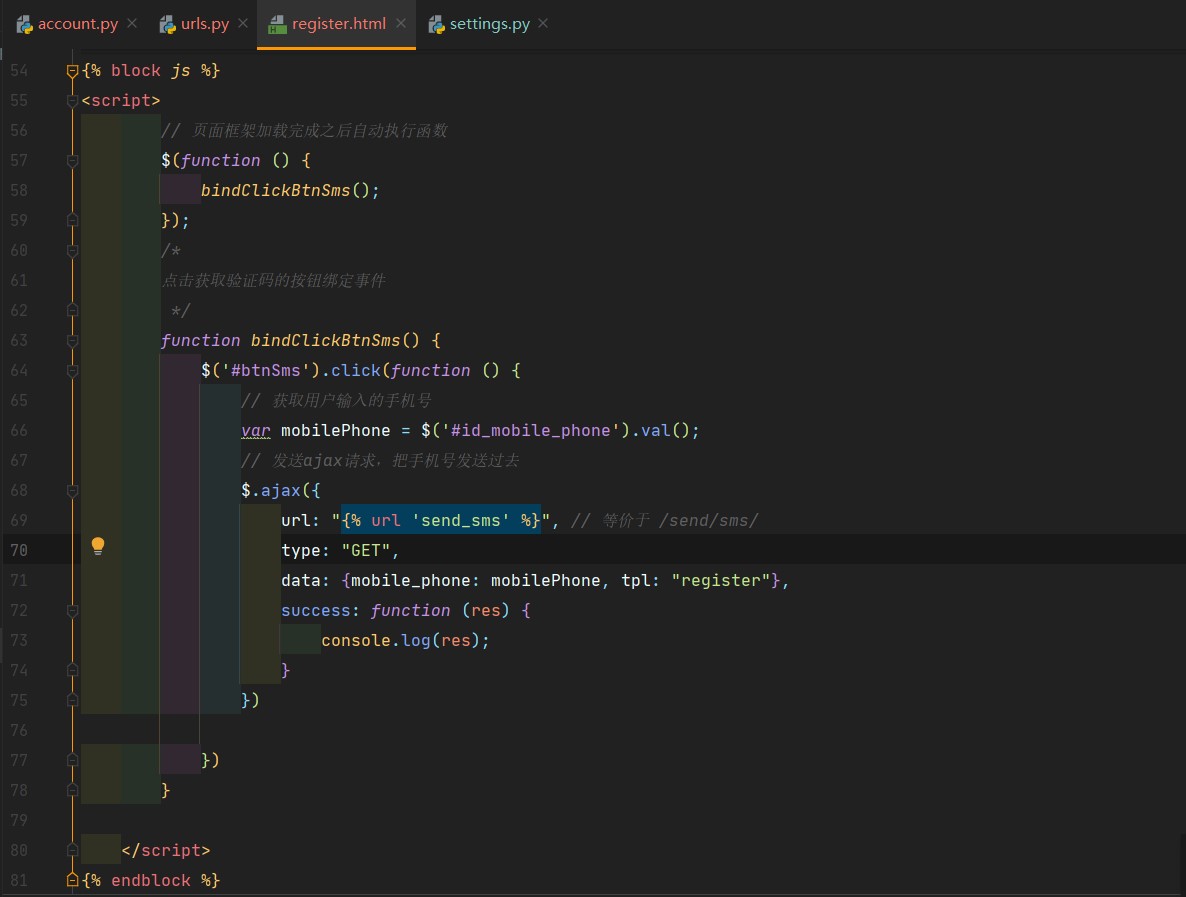 account.py urls.py register.html settings.py
54 {% block js %}
55 <script>
56 // 页面框架加载完成之后自动执行函数
57 $(function () {
58 bindClickBtnSms();
59 });
60 /*
61 点击获取验证码的按钮绑定事件
62 */
63 function bindClickBtnSms() {
64 $('#btnSms').click(function () {
65 // 获取用户输入的手机号
66 var mobilePhone = $('#id_mobile_phone').val();
67 // 发送ajax请求，把手机号发送过去
68 $.ajax({
69 url: "{% url 'send_sms' %}", // 等价于 /send/sms/
70 type: "GET",
71 data: {mobile_phone: mobilePhone, tpl: "register"},
72 success: function (res) {
73 console.log(res);
74 }
75 })
76
77 })
78 }
79
80 </script>
81 {% endblock %}